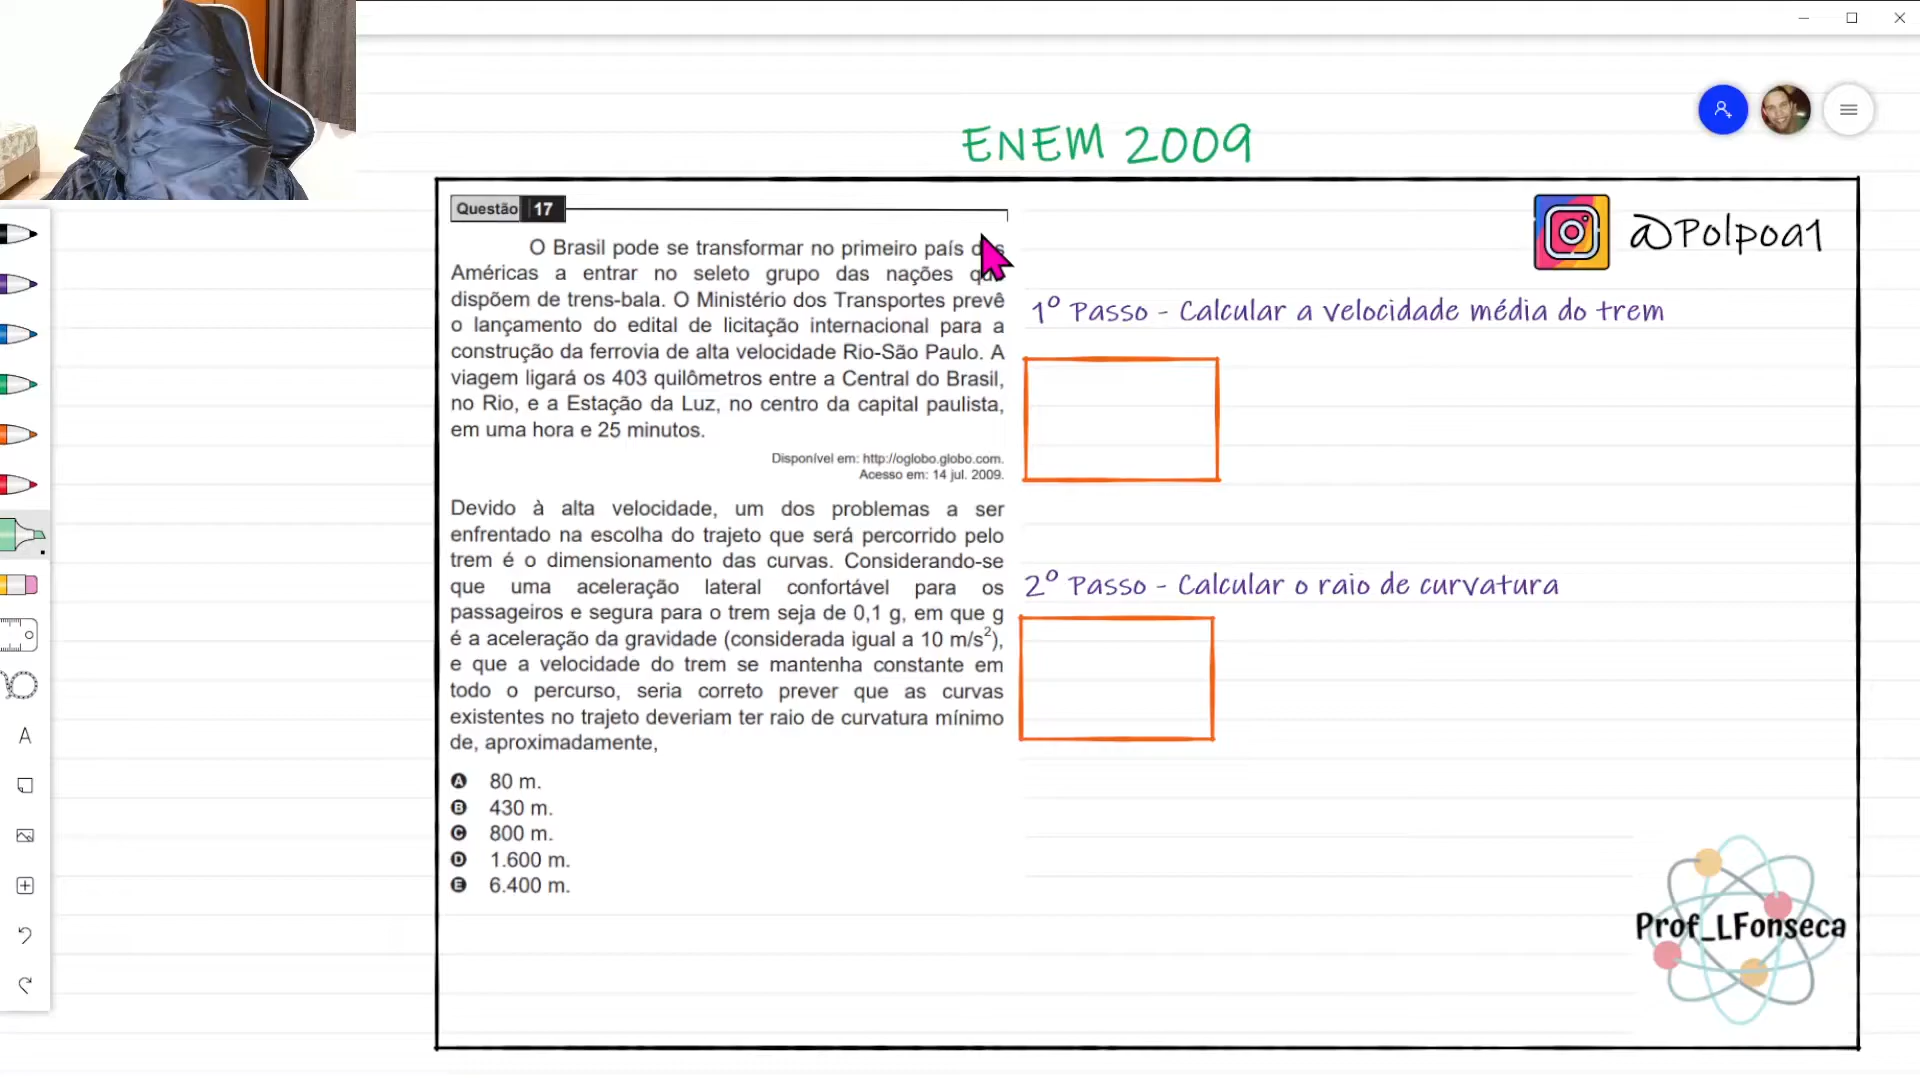 ENEM 2009
Questão 17
@Polpoa1
O Brasil pode se transformar no primeiro país
Américas a entrar no seleto grupo das nações
dispõem de trens-bala. O Ministério dos Transportes prevê
o lançamento do edital de licitação internacional para a
construção da ferrovia de alta velocidade Rio-São Paulo. A
viagem ligará os 403 quilômetros entre a Central do Brasil,
no Rio, e a Estação da Luz, no centro da capital paulista,
em uma hora e 25 minutos.
Disponível em: http://oglobo.globo.com.
Acesso em: 14 jul. 2009.
Devido à alta velocidade, um dos problemas a ser
enfrentado na escolha do trajeto que será percorrido pelo
trem é o dimensionamento das curvas. Considerando-se
que uma aceleração lateral confortável para os
passageiros e segura para o trem seja de 0,1 g, em que g
é a aceleração da gravidade (considerada igual a 10 m/s²),
e que a velocidade do trem se mantenha constante em
todo o percurso, seria correto prever que as curvas
existentes no trajeto deveriam ter raio de curvatura mínimo
de, aproximadamente,
A 80 m.
B 430 m.
C 800 m.
D 1.600 m.
E 6.400 m.
1º Passo - Calcular a velocidade média do trem
2º Passo - Calcular o raio de curvatura
Prof_LFonseca
A